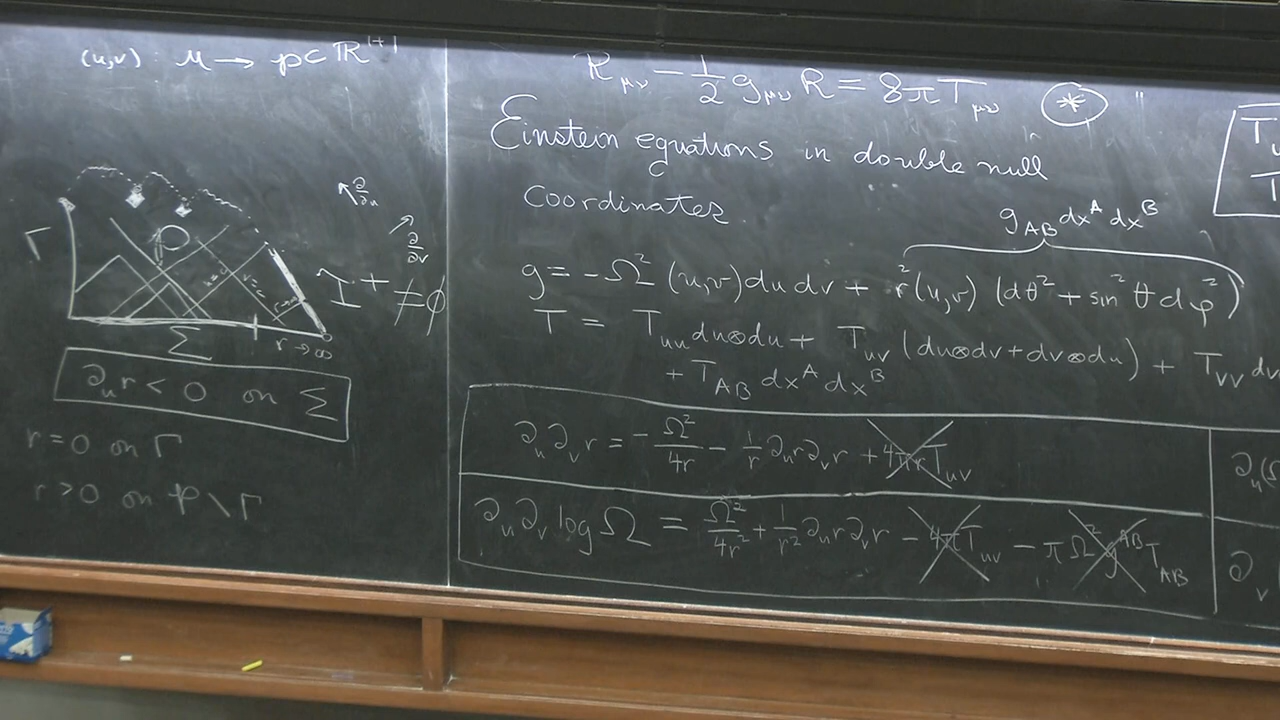 (u,v) : M → P ⊂ ℝ^{1+1}
∂/∂u
∂/∂v
Γ
I^+ ≠ ∅
u=c
v=c
Σ
r → ∞
∂_u r < 0 on Σ
r = 0 on Γ
r > 0 on P \ Γ
R_{μν} − 1/2 g_{μν} R = 8π T_{μν} (*)
Einstein equations in double null
coordinates.
g_{AB} dx^A dx^B
g = −Ω^2 (u,v) du dv + r^2 (u,v) (dθ^2 + sin^2 θ dφ^2)
T = T_{uu} du⊗du + T_{uv} (du⊗dv + dv⊗du) + T_{vv} dv
+ T_{AB} dx^A dx^B
∂_u ∂_v r = − Ω^2/4r − 1/r ∂_u r ∂_v r + 4πr T_{uv}
∂_u ∂_v log Ω = Ω^2/4r^2 + 1/r^2 ∂_u r ∂_v r − 4π T_{uv} − π Ω^2 g^{AB} T_{AB}
T_u
T
∂_u(Ω
∂_v